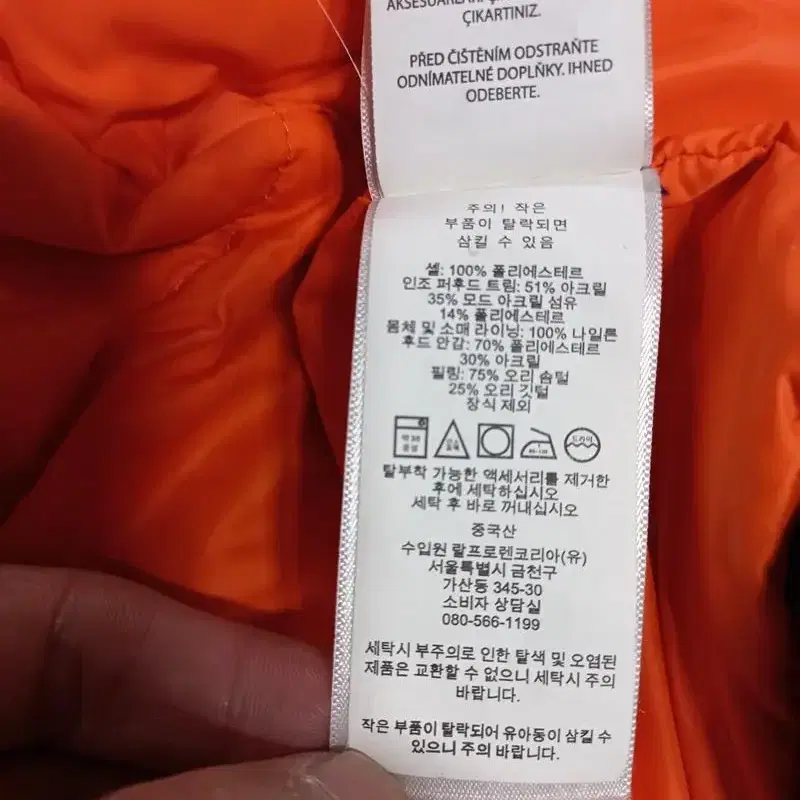 ÇIKARTINIZ.
PŘED ČIŠTĚNÍM ODSTRAŇTE
ODNÍMATELNÉ DOPLŇKY. IHNED
ODEBERTE.
주의! 작은
부품이 탈락되면
삼킬 수 있음
셸: 100% 폴리에스테르
인조 퍼후드 트림: 51% 아크릴
35% 모드 아크릴 섬유
14% 폴리에스테르
몸체 및 소매 라이닝: 100% 나일론
후드 안감: 70% 폴리에스테르
30% 아크릴
필링: 75% 오리 솜털
25% 오리 깃털
장식 제외
드라이
탈부착 가능한 액세서리를 제거한
후에 세탁하십시오
세탁 후 바로 꺼내십시오
중국산
수입원 랄프로렌코리아(유)
서울특별시 금천구
가산동 345-30
소비자 상담실
080-566-1199
세탁시 부주의로 인한 탈색 및 오염된
제품은 교환할 수 없으니 세탁시 주의
바랍니다.
작은 부품이 탈락되어 유아동이 삼킬 수
있으니 주의 바랍니다.